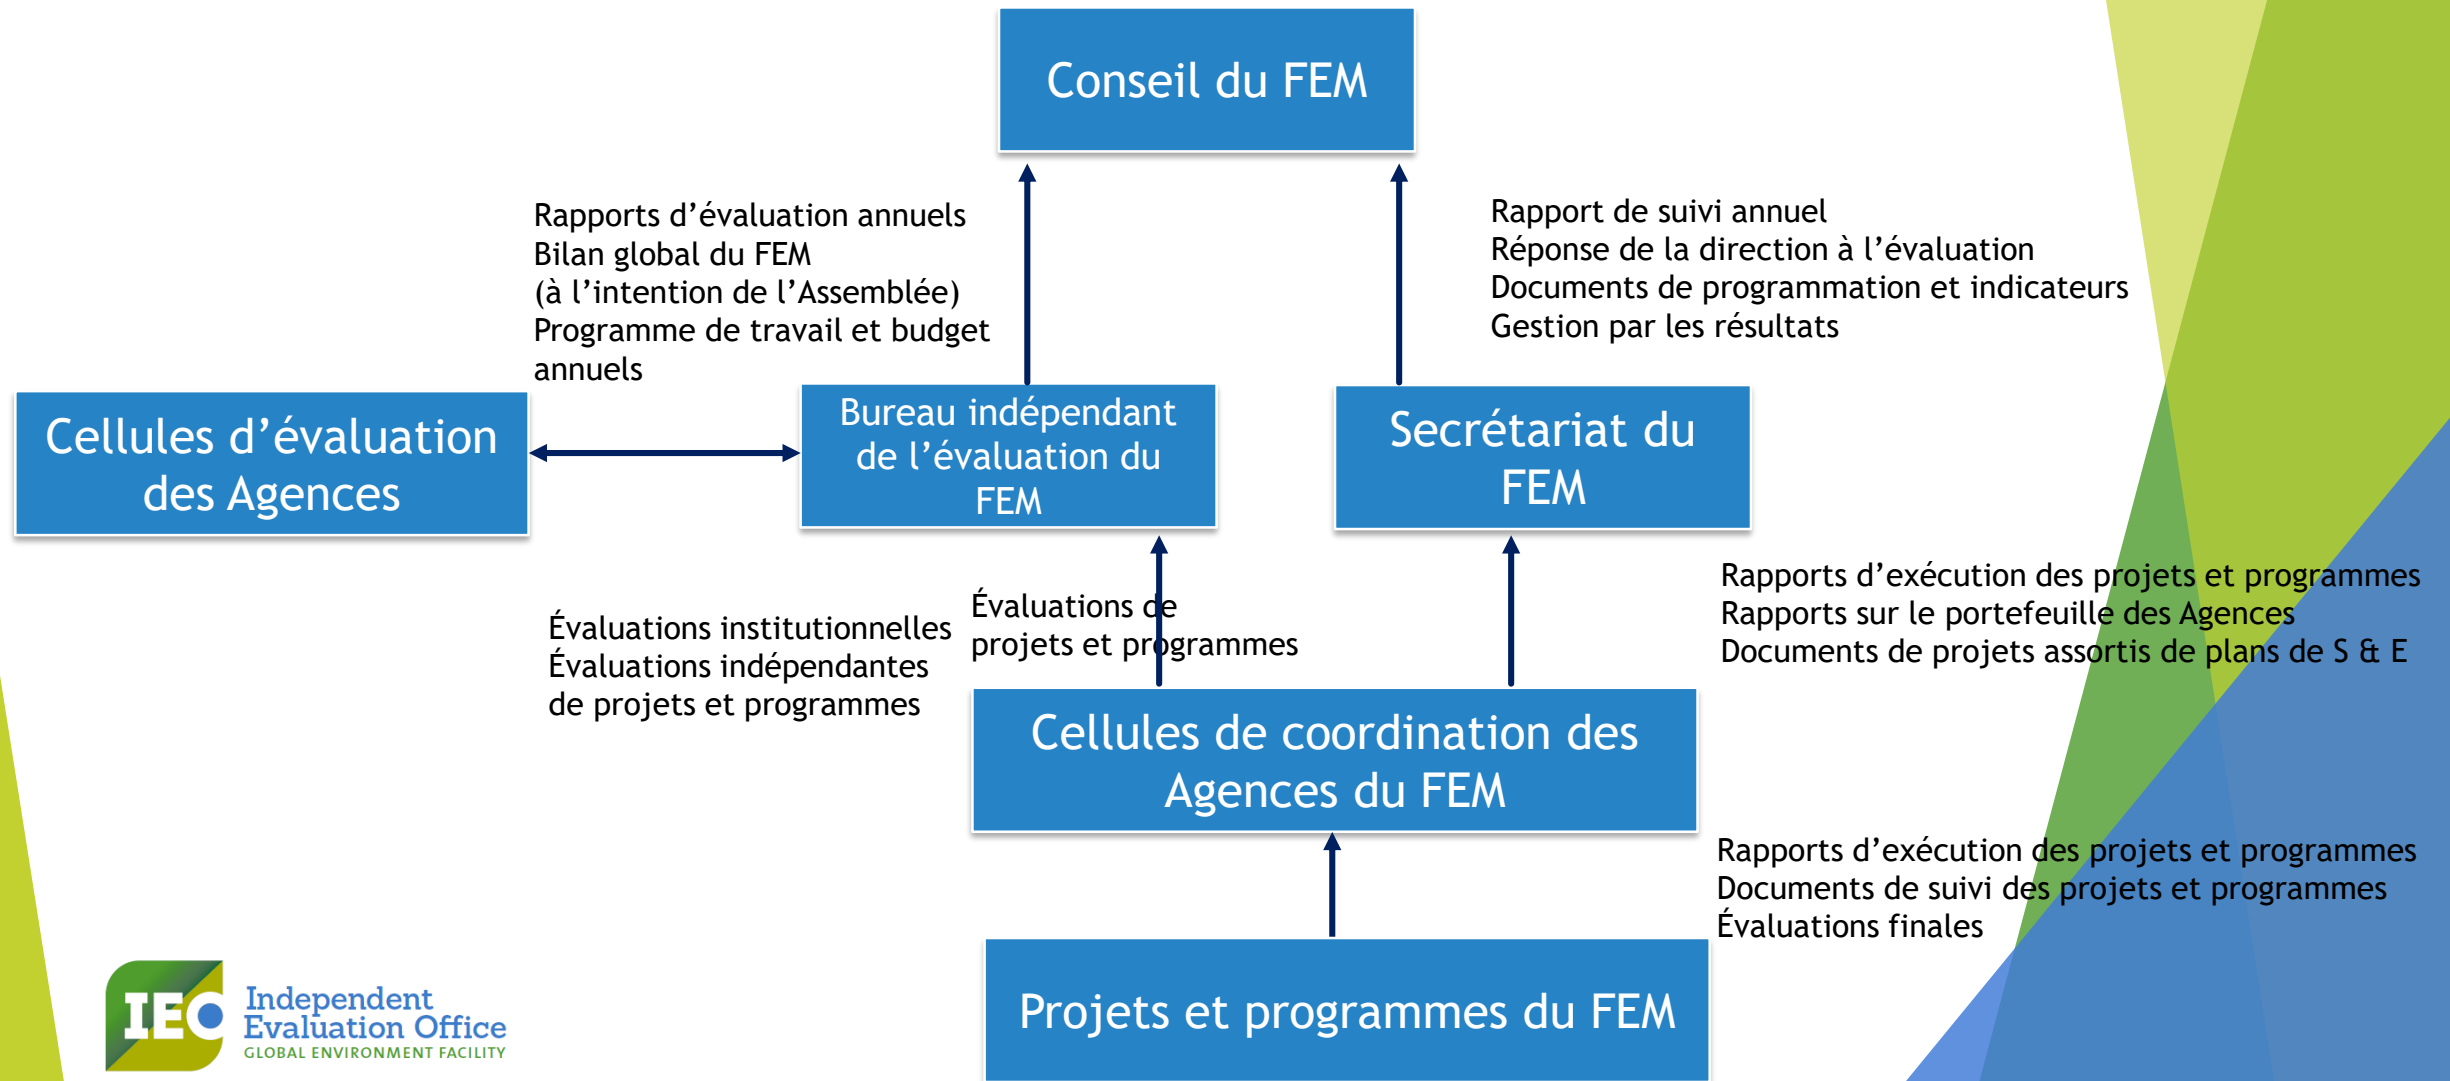 Conseil du FEM
Rapports d’évaluation annuels
Bilan global du FEM
(à l’intention de l’Assemblée)
Programme de travail et budget
annuels
Rapport de suivi annuel
Réponse de la direction à l’évaluation
Documents de programmation et indicateurs
Gestion par les résultats
Cellules d’évaluation
des Agences
Bureau indépendant
de l’évaluation du
FEM
Secrétariat du
FEM
Évaluations institutionnelles
Évaluations indépendantes
de projets et programmes
Évaluations de
projets et programmes
Rapports d’exécution des projets et programmes
Rapports sur le portefeuille des Agences
Documents de projets assortis de plans de S & E
Cellules de coordination des
Agences du FEM
Rapports d’exécution des projets et programmes
Documents de suivi des projets et programmes
Évaluations finales
Projets et programmes du FEM
IEO
Independent
Evaluation Office
GLOBAL ENVIRONMENT FACILITY